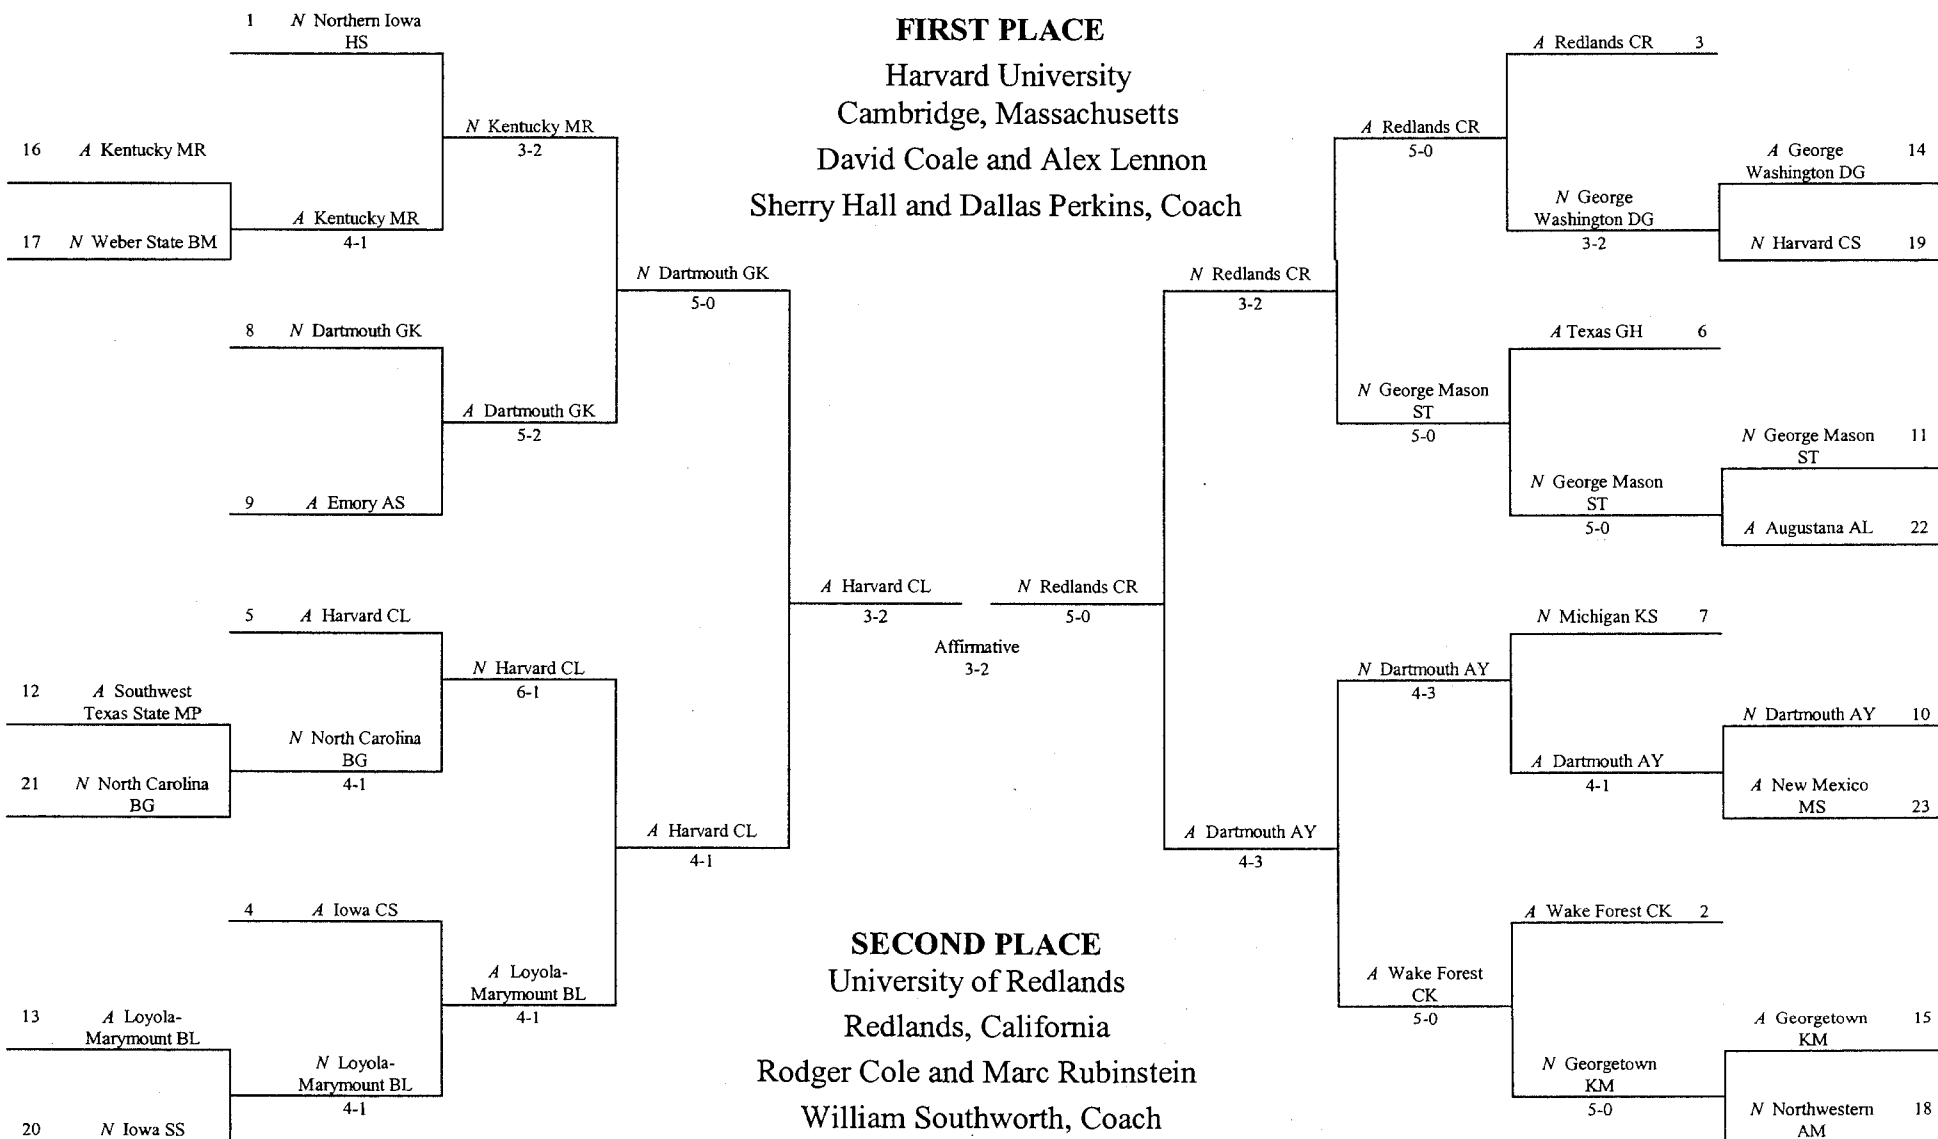 1 N Northern Iowa
HS
16 A Kentucky MR
N Kentucky MR
3-2
17 N Weber State BM
A Kentucky MR
4-1
N Dartmouth GK
5-0
8 N Dartmouth GK
A Dartmouth GK
5-2
9 A Emory AS
5 A Harvard CL
N Harvard CL
6-1
12 A Southwest
Texas State MP
N North Carolina
BG
4-1
21 N North Carolina
BG
A Harvard CL
4-1
4 A Iowa CS
A Loyola-
Marymount BL
4-1
13 A Loyola-
Marymount BL
N Loyola-
Marymount BL
4-1
20 N Iowa SS
A Harvard CL
3-2
FIRST PLACE
Harvard University
Cambridge, Massachusetts
David Coale and Alex Lennon
Sherry Hall and Dallas Perkins, Coach
Affirmative
3-2
SECOND PLACE
University of Redlands
Redlands, California
Rodger Cole and Marc Rubinstein
William Southworth, Coach
N Redlands CR
5-0
A Redlands CR 3
A Redlands CR
5-0
A George 14
Washington DG
N George
Washington DG
3-2
N Harvard CS 19
N Redlands CR
3-2
A Texas GH 6
N George Mason
ST
5-0
N George Mason 11
ST
N George Mason
ST
5-0
A Augustana AL 22
N Michigan KS 7
N Dartmouth AY
4-3
N Dartmouth AY 10
A Dartmouth AY
4-1
A New Mexico
MS 23
A Dartmouth AY
4-3
A Wake Forest CK 2
A Wake Forest
CK
5-0
A Georgetown 15
KM
N Georgetown
KM
5-0
N Northwestern 18
AM